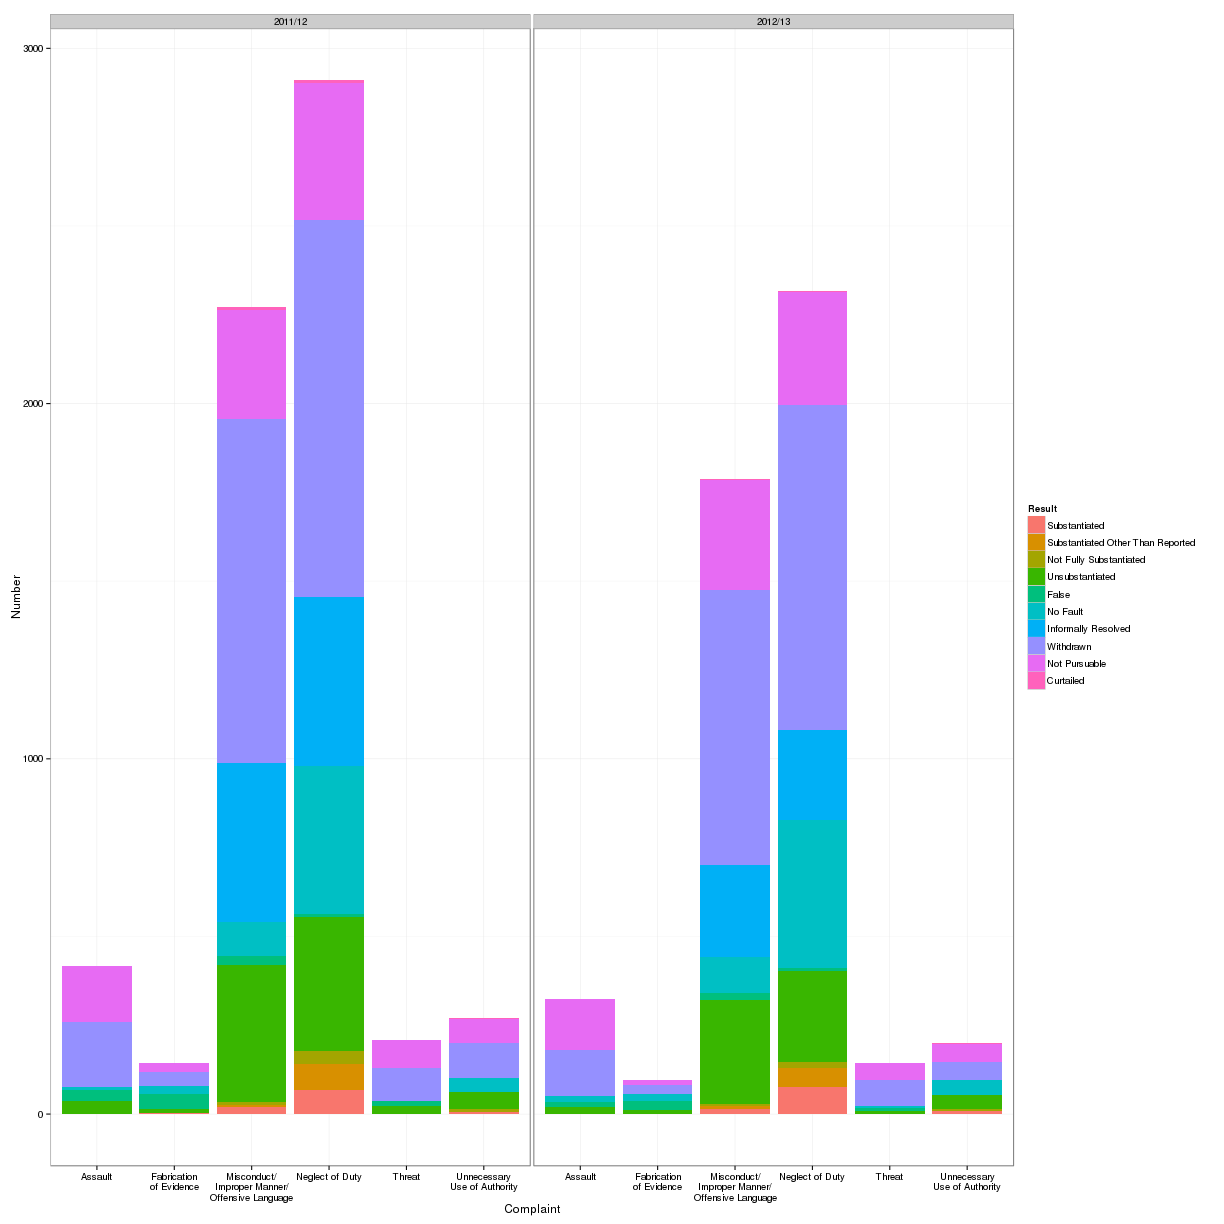 2011/12
2012/13
3000
2000
1000
0
Number
Assault
Fabrication
of Evidence
Misconduct/
Improper Manner/
Offensive Language
Neglect of Duty
Threat
Unnecessary
Use of Authority
Assault
Fabrication
of Evidence
Misconduct/
Improper Manner/
Offensive Language
Neglect of Duty
Threat
Unnecessary
Use of Authority
Complaint
Result
Substantiated
Substantiated Other Than Reported
Not Fully Substantiated
Unsubstantiated
False
No Fault
Informally Resolved
Withdrawn
Not Pursuable
Curtailed